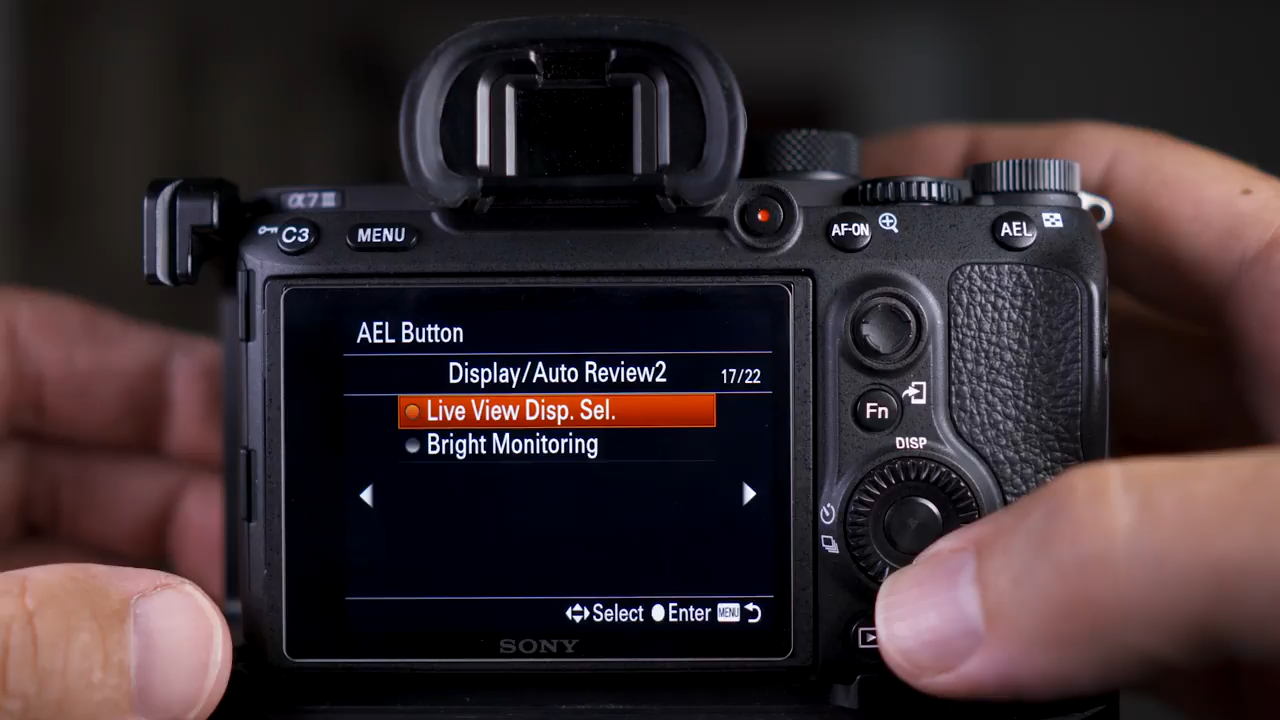 α7III
C3
MENU
AF-ON
AEL
AEL Button
Display/Auto Review2 17/22
Live View Disp. Sel.
Bright Monitoring
Fn
DISP
Select Enter MENU
SONY